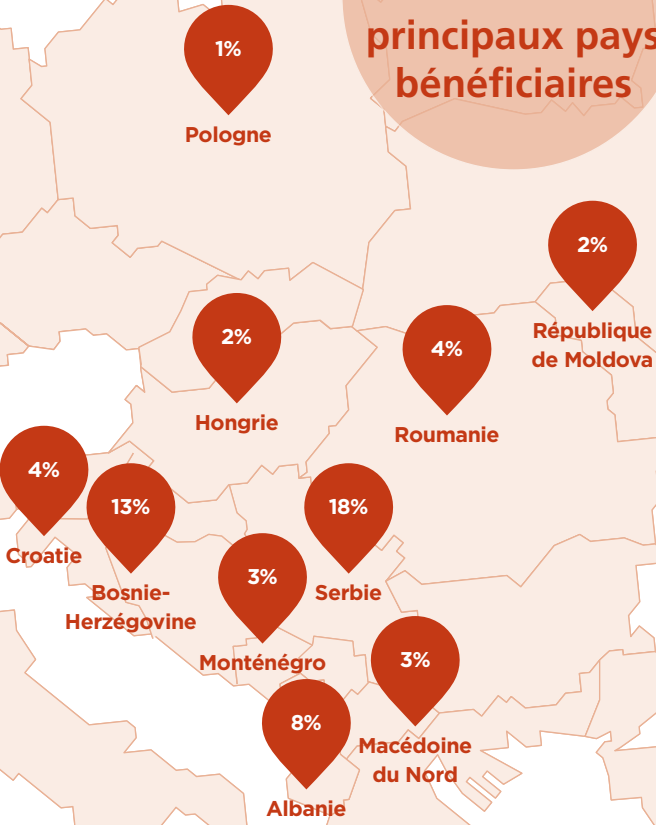 principaux pays
bénéficiaires
1%
Pologne
2%
République
de Moldova
2%
Hongrie
4%
Roumanie
4%
Croatie
13%
Bosnie-
Herzégovine
18%
Serbie
3%
Monténégro
3%
Macédoine
du Nord
8%
Albanie